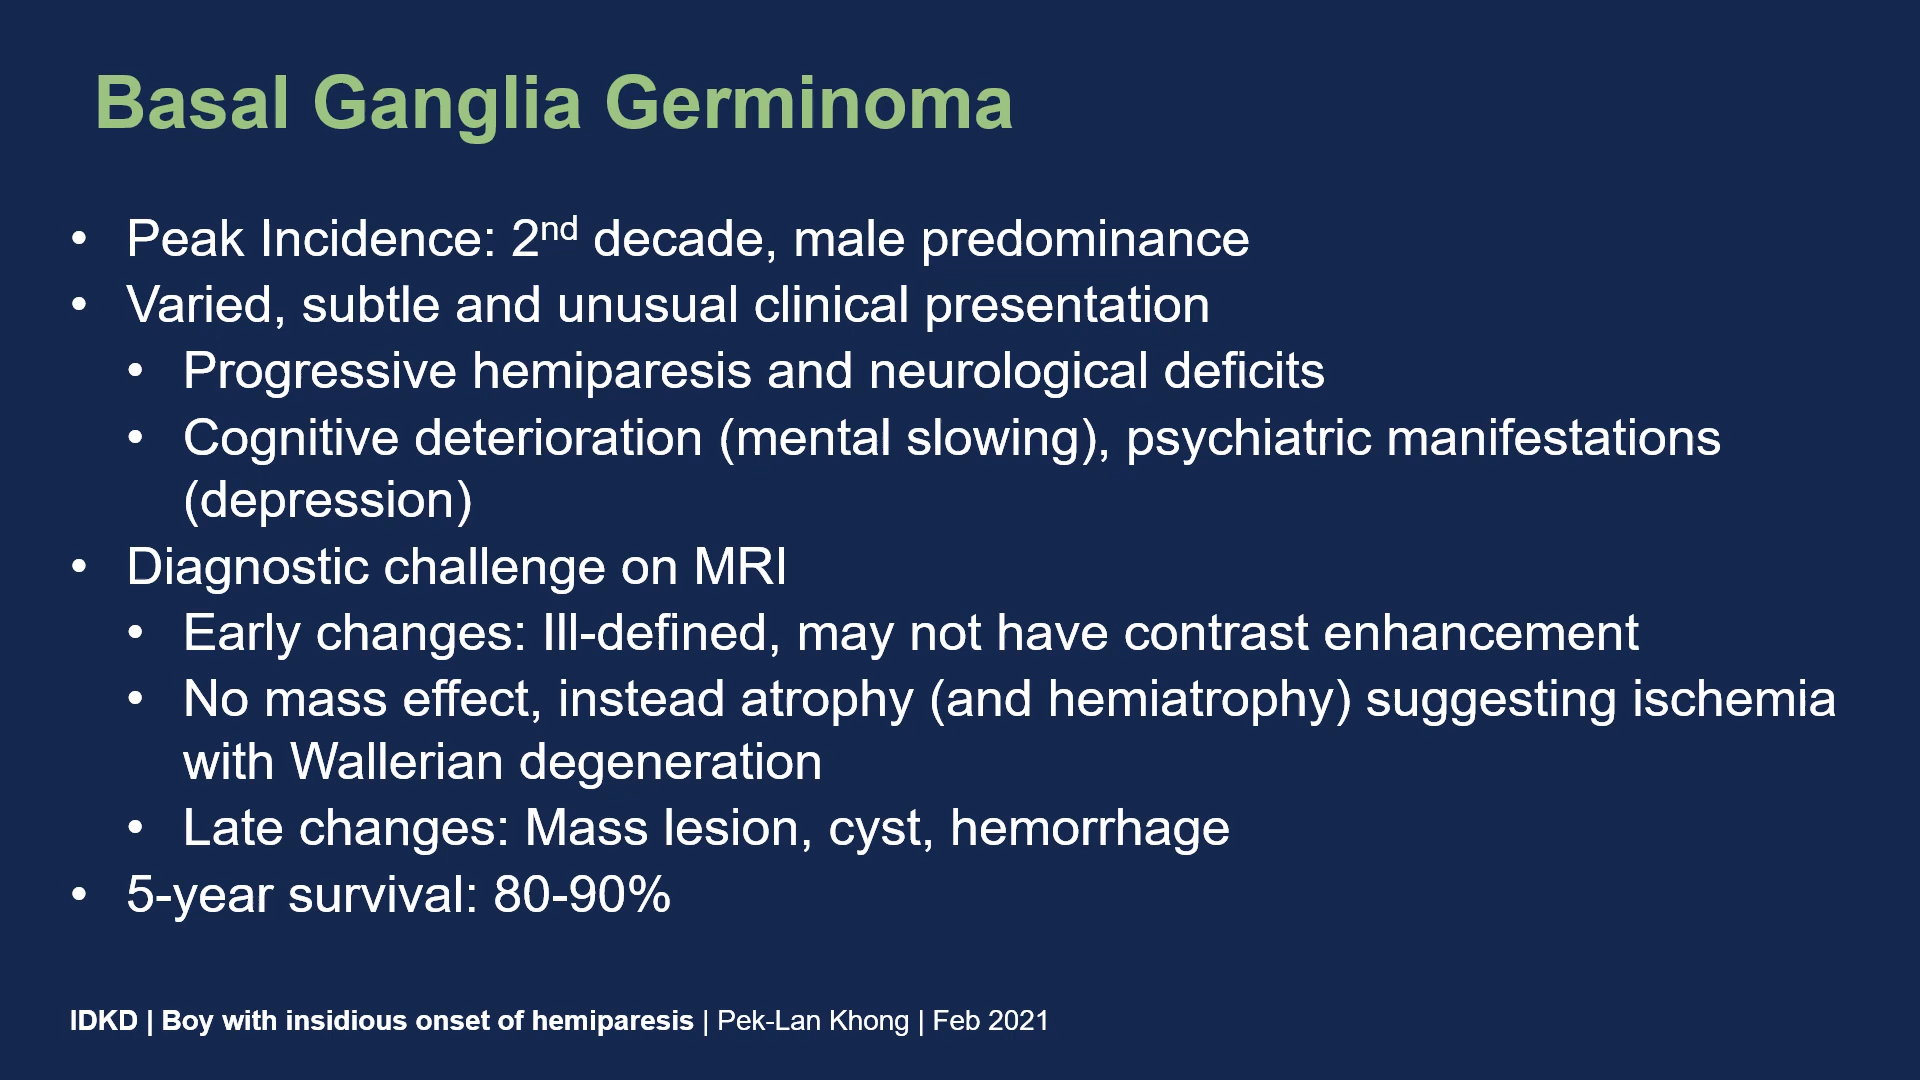 Basal Ganglia Germinoma
• Peak Incidence: 2nd decade, male predominance
• Varied, subtle and unusual clinical presentation
• Progressive hemiparesis and neurological deficits
• Cognitive deterioration (mental slowing), psychiatric manifestations
(depression)
• Diagnostic challenge on MRI
• Early changes: Ill-defined, may not have contrast enhancement
• No mass effect, instead atrophy (and hemiatrophy) suggesting ischemia
with Wallerian degeneration
• Late changes: Mass lesion, cyst, hemorrhage
• 5-year survival: 80-90%
IDKD | Boy with insidious onset of hemiparesis | Pek-Lan Khong | Feb 2021